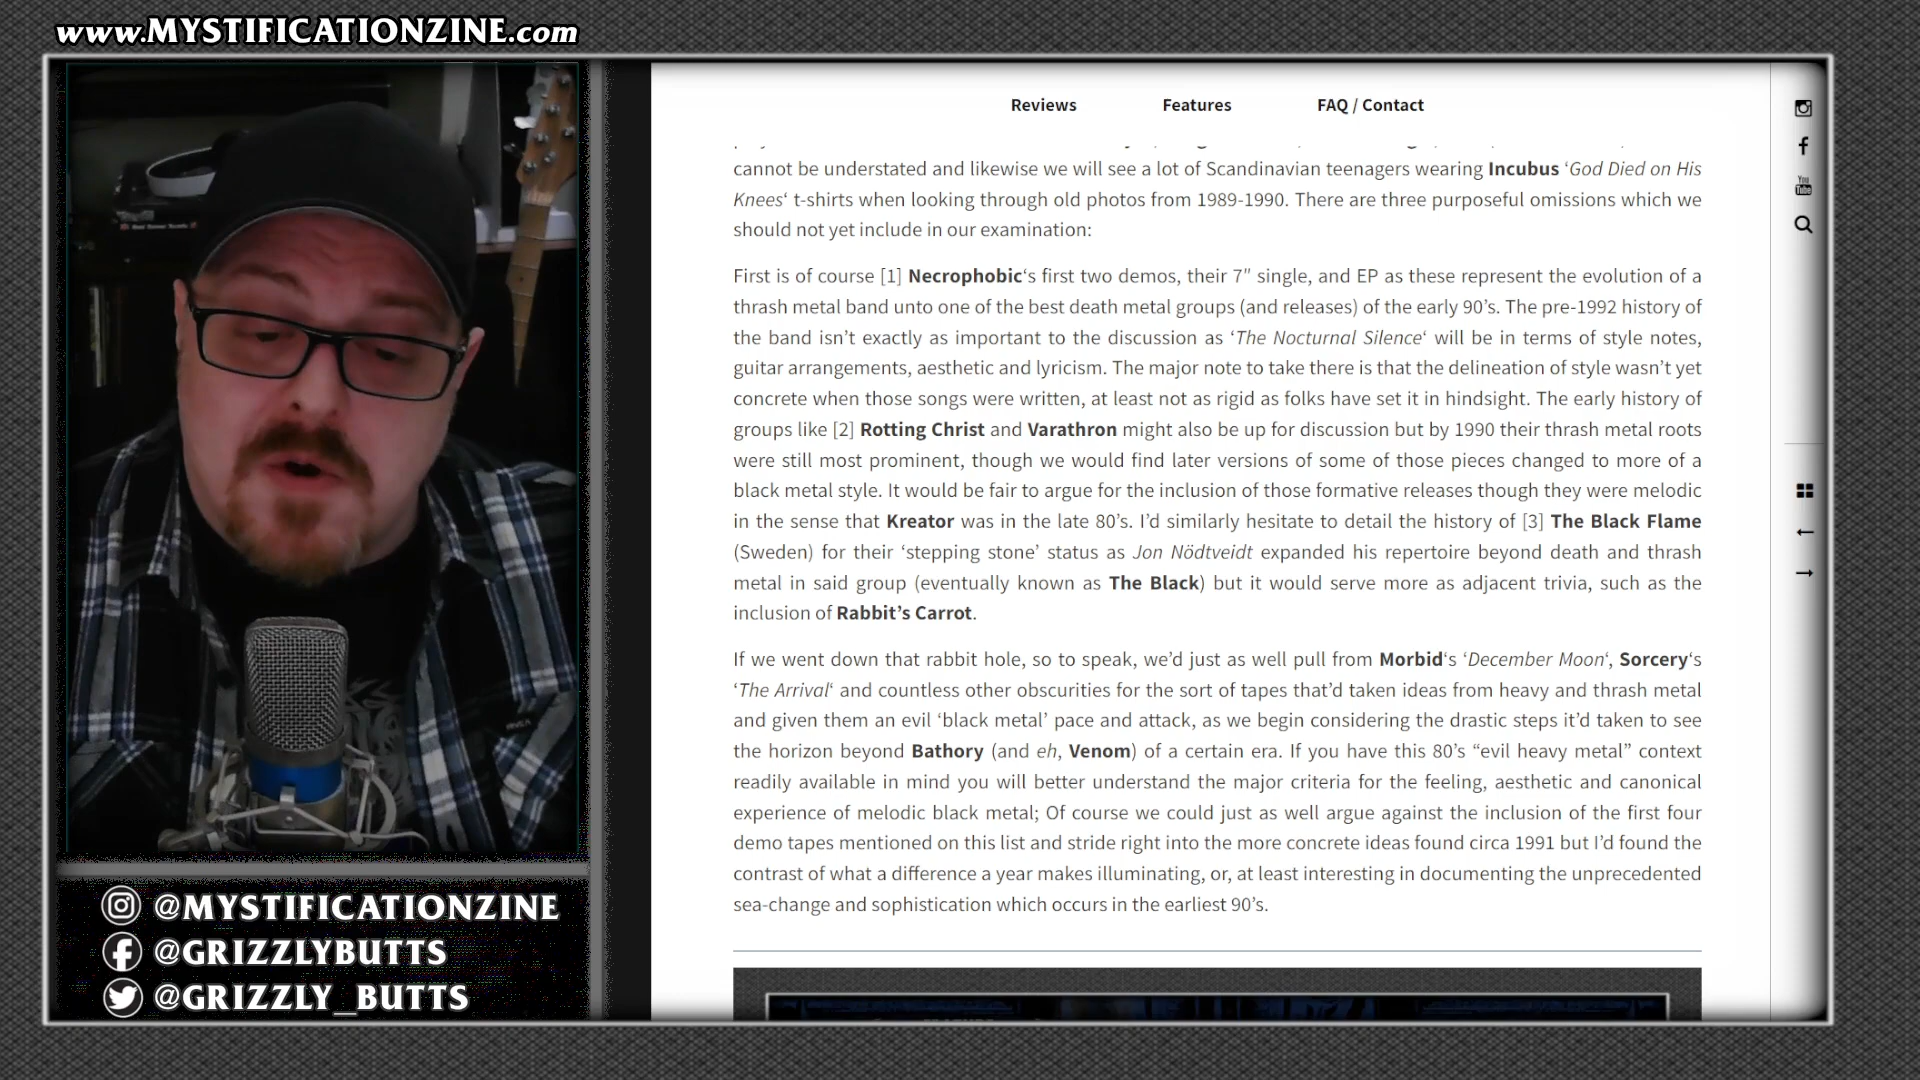 www.MYSTIFICATIONZINE.com
Reviews
Features
FAQ / Contact
cannot be understated and likewise we will see a lot of Scandinavian teenagers wearing Incubus ‘God Died on His
Knees‘ t-shirts when looking through old photos from 1989-1990. There are three purposeful omissions which we
should not yet include in our examination:
First is of course [1] Necrophobic‘s first two demos, their 7″ single, and EP as these represent the evolution of a
thrash metal band unto one of the best death metal groups (and releases) of the early 90’s. The pre-1992 history of
the band isn’t exactly as important to the discussion as ‘The Nocturnal Silence‘ will be in terms of style notes,
guitar arrangements, aesthetic and lyricism. The major note to take there is that the delineation of style wasn’t yet
concrete when those songs were written, at least not as rigid as folks have set it in hindsight. The early history of
groups like [2] Rotting Christ and Varathron might also be up for discussion but by 1990 their thrash metal roots
were still most prominent, though we would find later versions of some of those pieces changed to more of a
black metal style. It would be fair to argue for the inclusion of those formative releases though they were melodic
in the sense that Kreator was in the late 80’s. I’d similarly hesitate to detail the history of [3] The Black Flame
(Sweden) for their ‘stepping stone’ status as Jon Nödtveidt expanded his repertoire beyond death and thrash
metal in said group (eventually known as The Black) but it would serve more as adjacent trivia, such as the
inclusion of Rabbit’s Carrot.
If we went down that rabbit hole, so to speak, we’d just as well pull from Morbid‘s ‘December Moon‘, Sorcery‘s
‘The Arrival‘ and countless other obscurities for the sort of tapes that’d taken ideas from heavy and thrash metal
and given them an evil ‘black metal’ pace and attack, as we begin considering the drastic steps it’d taken to see
the horizon beyond Bathory (and eh, Venom) of a certain era. If you have this 80’s “evil heavy metal” context
readily available in mind you will better understand the major criteria for the feeling, aesthetic and canonical
experience of melodic black metal; Of course we could just as well argue against the inclusion of the first four
demo tapes mentioned on this list and stride right into the more concrete ideas found circa 1991 but I’d found the
contrast of what a difference a year makes illuminating, or, at least interesting in documenting the unprecedented
sea-change and sophistication which occurs in the earliest 90’s.
You
Tube
@MYSTIFICATIONZINE
@GRIZZLYBUTTS
@GRIZZLY_BUTTS